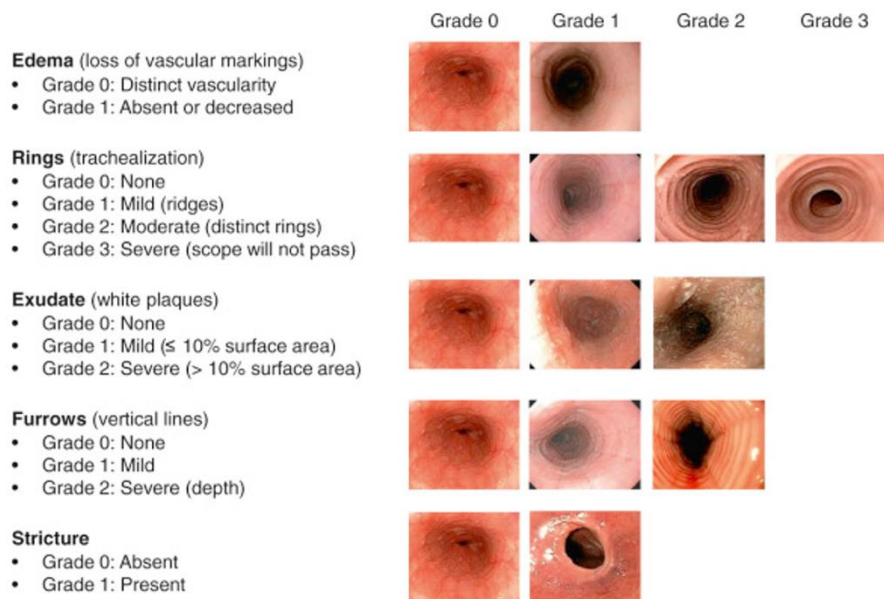 Grade 0 Grade 1 Grade 2 Grade 3
Edema (loss of vascular markings)
• Grade 0: Distinct vascularity
• Grade 1: Absent or decreased
Rings (trachealization)
• Grade 0: None
• Grade 1: Mild (ridges)
• Grade 2: Moderate (distinct rings)
• Grade 3: Severe (scope will not pass)
Exudate (white plaques)
• Grade 0: None
• Grade 1: Mild (≤ 10% surface area)
• Grade 2: Severe (> 10% surface area)
Furrows (vertical lines)
• Grade 0: None
• Grade 1: Mild
• Grade 2: Severe (depth)
Stricture
• Grade 0: Absent
• Grade 1: Present